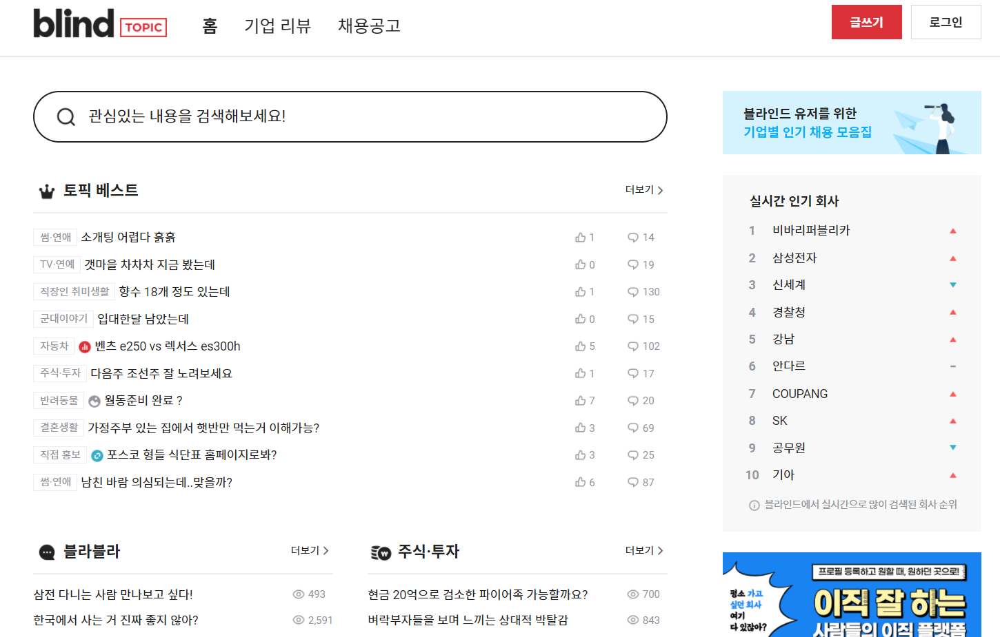 blind TOPIC 홈 기업 리뷰 채용공고 글쓰기 로그인
관심있는 내용을 검색해보세요!
토픽 베스트 더보기
썸·연애 소개팅 어렵다 흙흙 1 14
TV·연예 갯마을 차차차 지금 봤는데 0 19
직장인 취미생활 향수 18개 정도 있는데 1 130
군대이야기 입대한달 남았는데 0 15
자동차 벤츠 e250 vs 렉서스 es300h 5 102
주식·투자 다음주 조선주 잘 노려보세요 1 17
반려동물 월동준비 완료 ? 7 20
결혼생활 가정주부 있는 집에서 햇반만 먹는거 이해가능? 3 69
직접 홍보 포스코 형들 식단표 홈페이지로봐? 3 25
썸·연애 남친 바람 의심되는데..맞을까? 6 87
블라블라 더보기
삼전 다니는 사람 만나보고 싶다! 493
한국에서 사는 거 진짜 좋지 않아? 2,591
주식·투자 더보기
현금 20억으로 검소한 파이어족 가능할까요? 700
벼락부자들을 보며 느끼는 상대적 박탈감 843
블라인드 유저를 위한
기업별 인기 채용 모음집
실시간 인기 회사
1 비바리퍼블리카
2 삼성전자
3 신세계
4 경찰청
5 강남
6 안다르
7 COUPANG
8 SK
9 공무원
10 기아
블라인드에서 실시간으로 많이 검색된 회사 순위
평소 가고
싶던 회사
여기
다 있잖아?
프로필 등록하고 원할 때, 원하던 곳으로!
이직 잘 하는
사람들의 이직 플랫폼